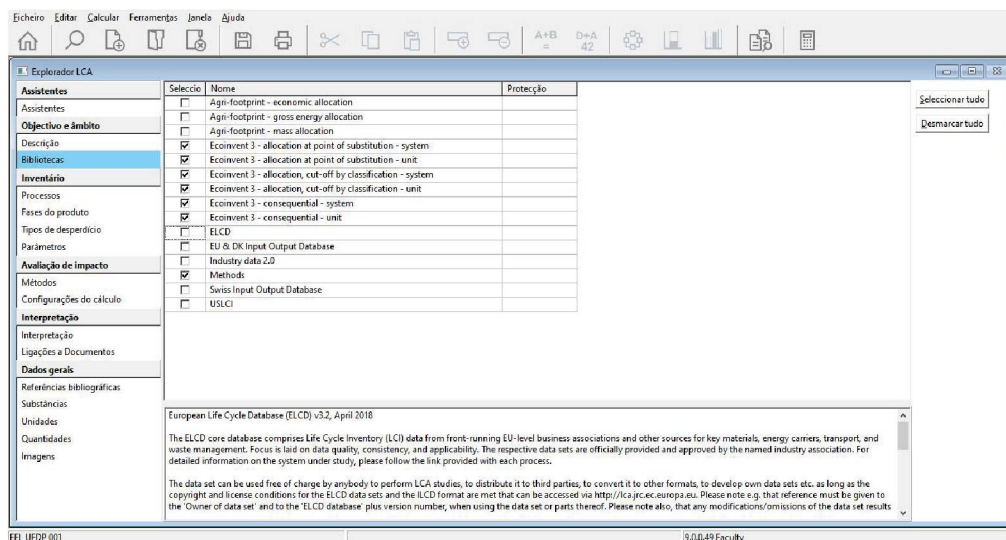 Ficheiro Editar Calcular Ferramentas Janela Ajuda
A+B
=
D+A
42
Explorador LCA
Assistentes
Assistentes
Objectivo e âmbito
Descrição
Bibliotecas
Inventário
Processos
Fases do produto
Tipos de desperdício
Parâmetros
Avaliação de impacto
Métodos
Configurações do cálculo
Interpretação
Interpretação
Ligações a Documentos
Dados gerais
Referências bibliográficas
Substâncias
Unidades
Quantidades
Imagens
Seleccio Nome Protecção
Agri-footprint - economic allocation
Agri-footprint - gross energy allocation
Agri-footprint - mass allocation
Ecoinvent 3 - allocation at point of substitution - system
Ecoinvent 3 - allocation at point of substitution - unit
Ecoinvent 3 - allocation, cut-off by classification - system
Ecoinvent 3 - allocation, cut-off by classification - unit
Ecoinvent 3 - consequential - system
Ecoinvent 3 - consequential - unit
ELCD
EU & DK Input Output Database
Industry data 2.0
Methods
Swiss Input Output Database
USLCI
Seleccionar tudo
Desmarcar tudo
European Life Cycle Database (ELCD) v3.2, April 2018
The ELCD core database comprises Life Cycle Inventory (LCI) data from front-running EU-level business associations and other sources for key materials, energy carriers, transport, and
waste management. Focus is laid on data quality, consistency, and applicability. The respective data sets are officially provided and approved by the named industry association. For
detailed information on the system under study, please follow the link provided with each process.
The data set can be used free of charge by anybody to perform LCA studies, to distribute it to third parties, to convert it to other formats, to develop own data sets etc. as long as the
copyright and license conditions for the ELCD data sets and the ILCD format are met that can be accessed via http://lca.jrc.ec.europa.eu. Please note e.g. that reference must be given to
the 'Owner of data set' and to the 'ELCD database' plus version number, when using the data set or parts thereof. Please note also, that any modifications/omissions of the data set results
9.0.0.49 Faculty